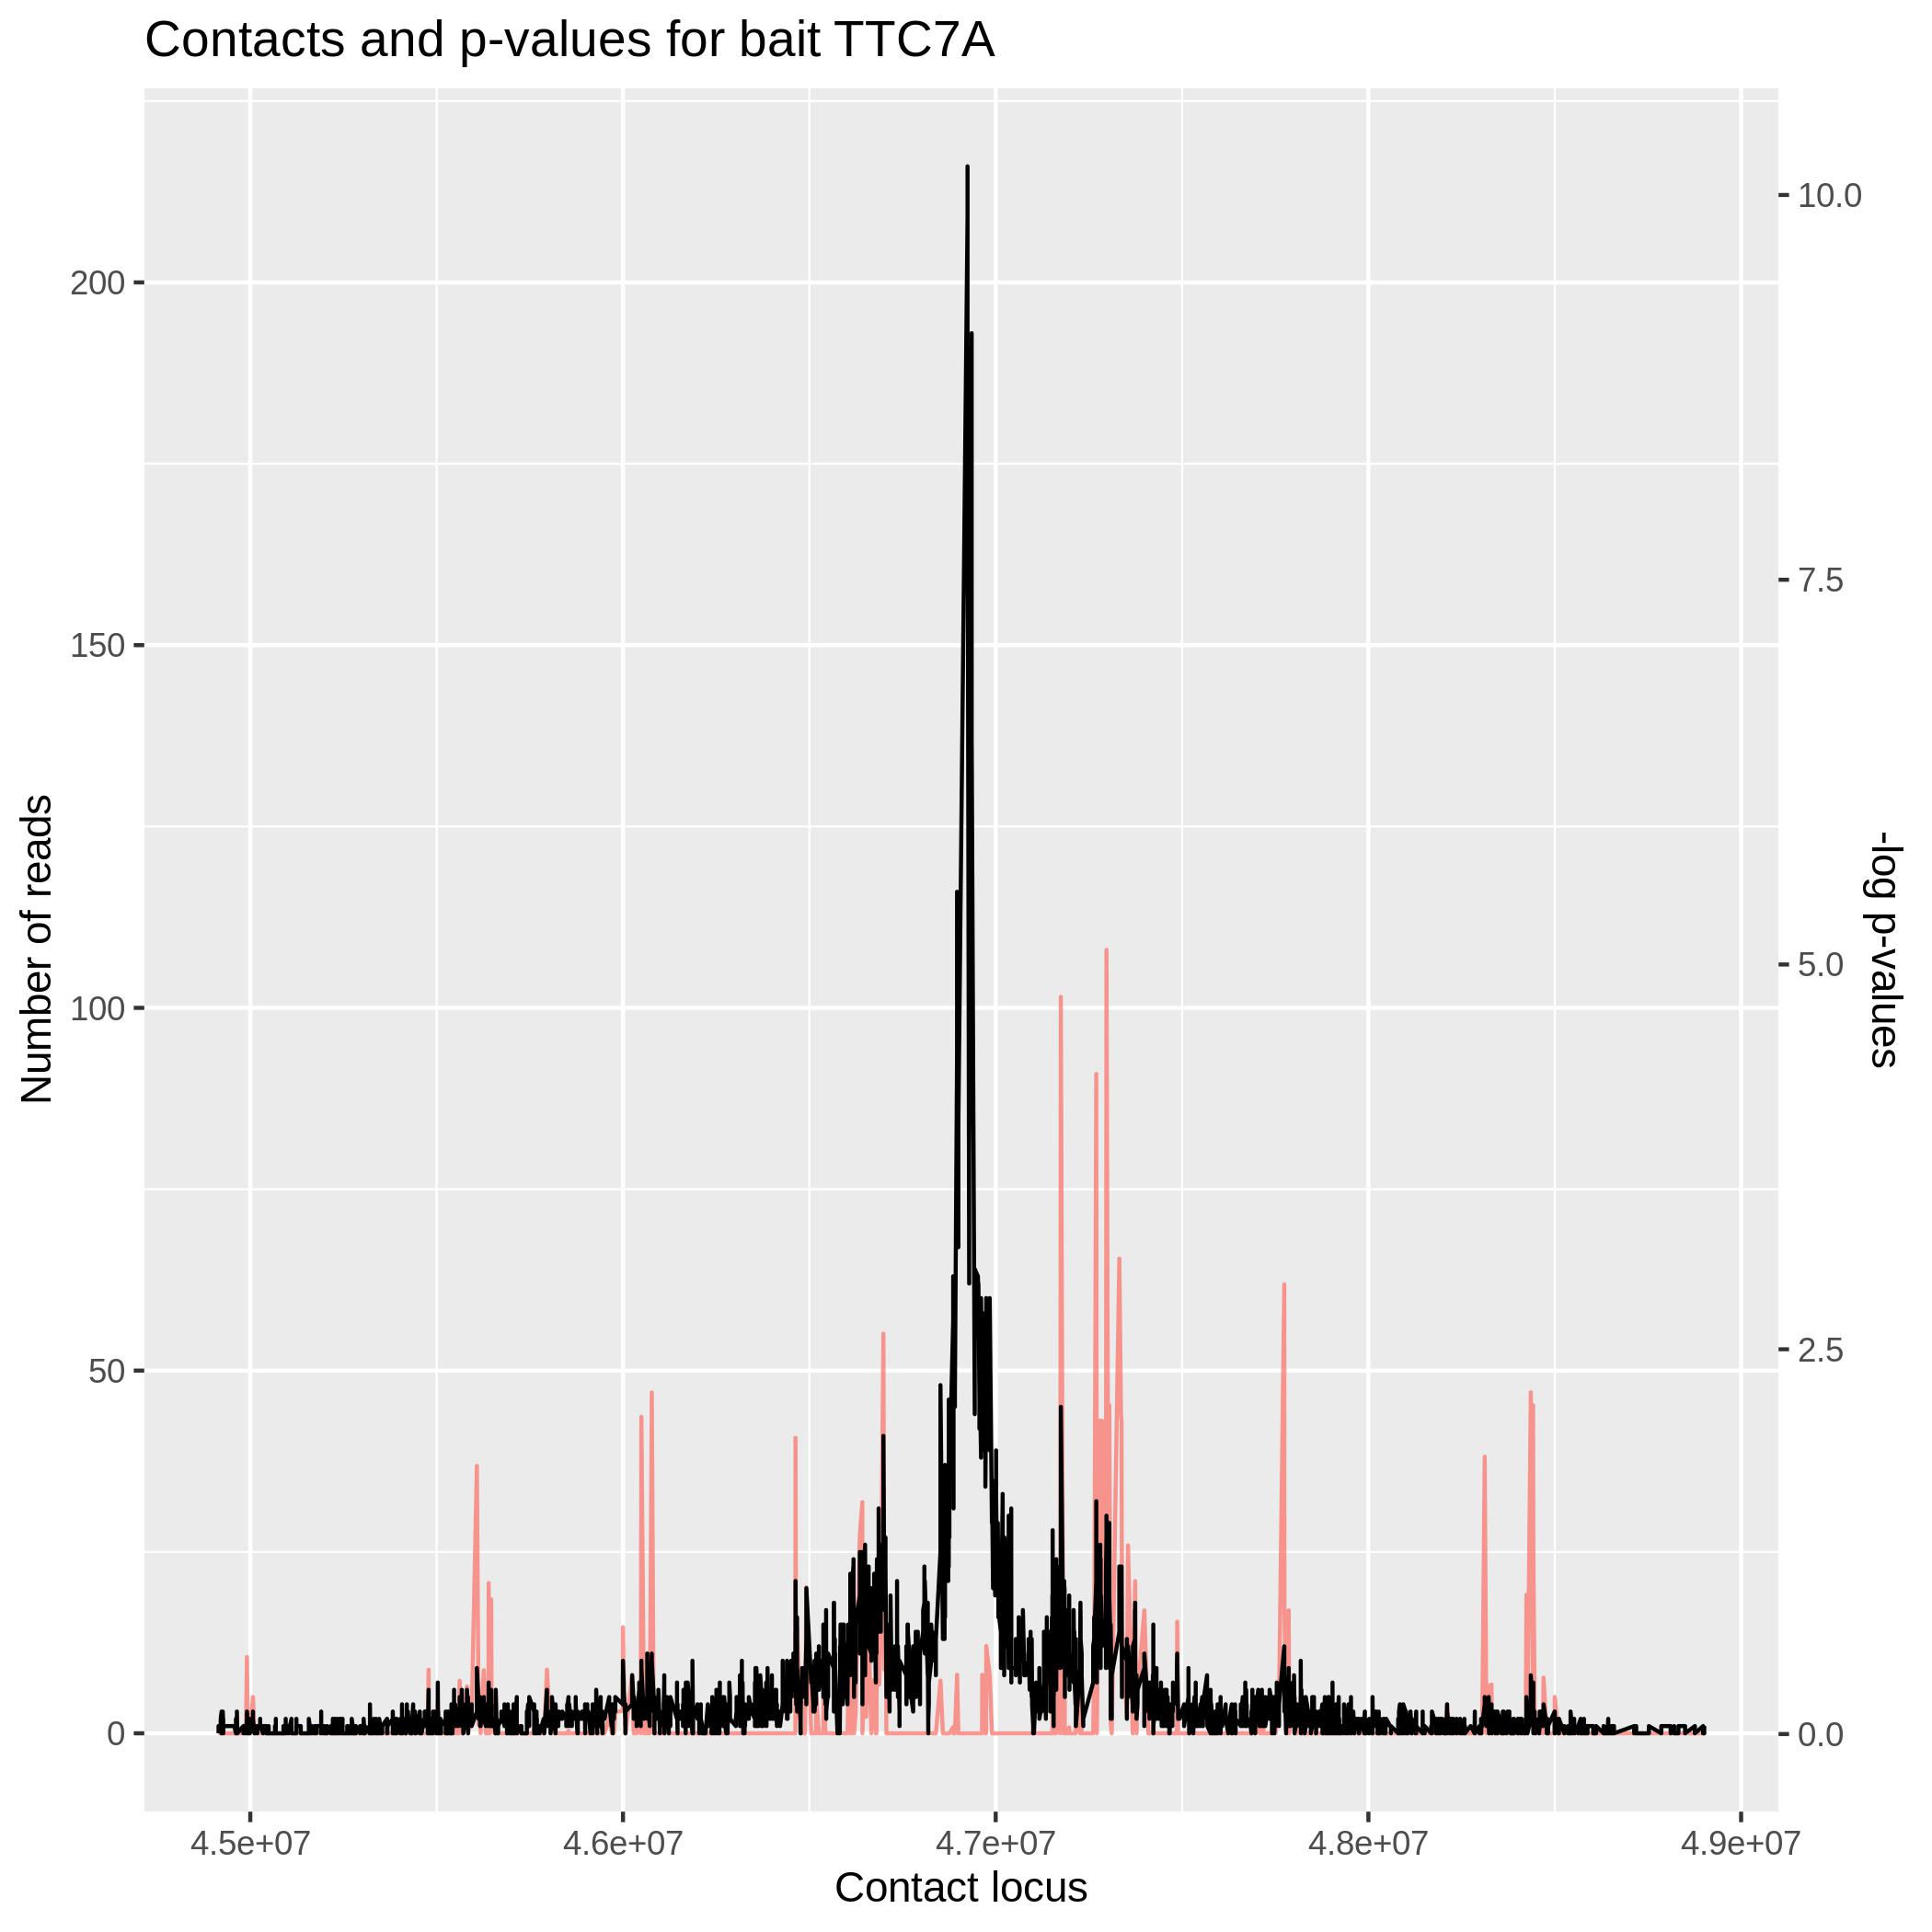 Contacts and p-values for bait TTC7A
Number of reads
200
150
100
50
0
10.0
7.5
5.0
2.5
0.0
-log p-values
4.5e+07 4.6e+07 4.7e+07 4.8e+07 4.9e+07
Contact locus